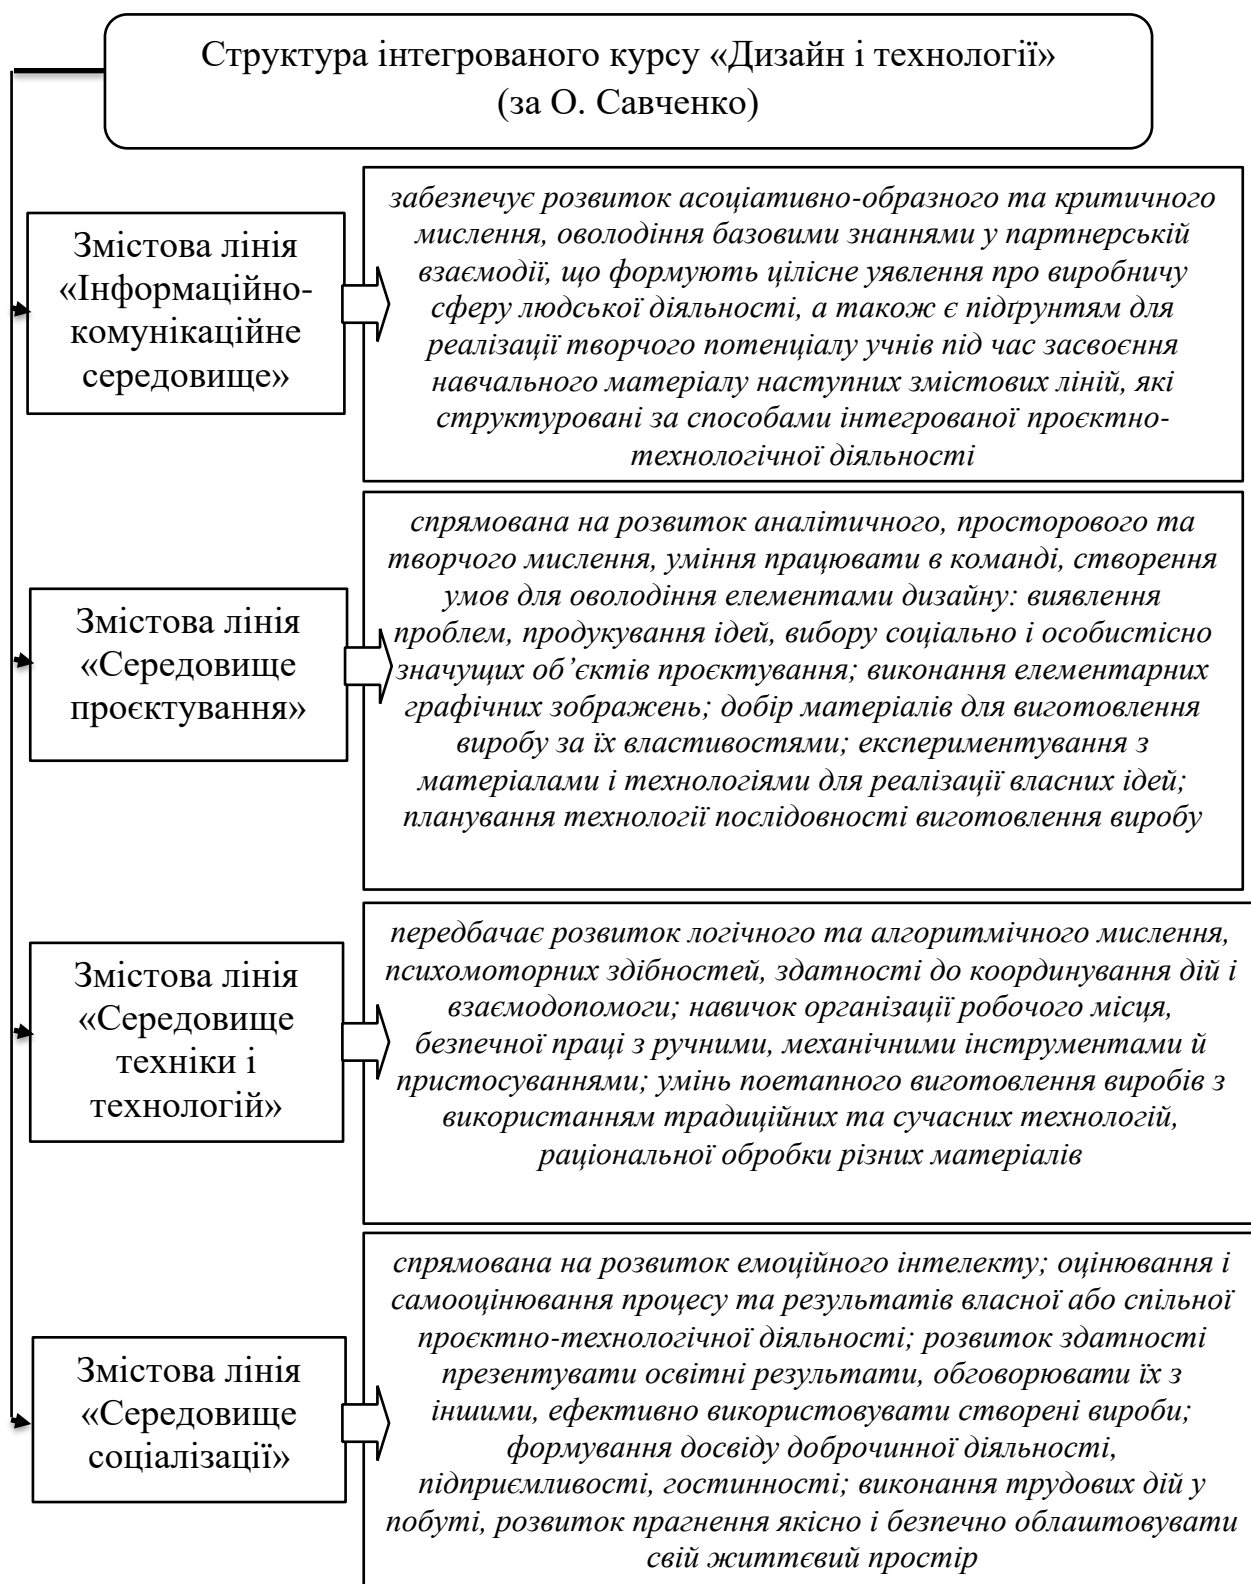 Структура інтегрованого курсу «Дизайн і технології»
(за О. Савченко)
Змістова лінія
«Інформаційно-
комунікаційне
середовище»
забезпечує розвиток асоціативно-образного та критичного
мислення, оволодіння базовими знаннями у партнерській
взаємодії, що формують цілісне уявлення про виробничу
сферу людської діяльності, а також є підґрунтям для
реалізації творчого потенціалу учнів під час засвоєння
навчального матеріалу наступних змістових ліній, які
структуровані за способами інтегрованої проєктно-
технологічної діяльності
Змістова лінія
«Середовище
проєктування»
спрямована на розвиток аналітичного, просторового та
творчого мислення, уміння працювати в команді, створення
умов для оволодіння елементами дизайну: виявлення
проблем, продукування ідей, вибору соціально і особистісно
значущих об’єктів проєктування; виконання елементарних
графічних зображень; добір матеріалів для виготовлення
виробу за їх властивостями; експериментування з
матеріалами і технологіями для реалізації власних ідей;
планування технології послідовності виготовлення виробу
Змістова лінія
«Середовище
техніки і
технологій»
передбачає розвиток логічного та алгоритмічного мислення,
психомоторних здібностей, здатності до координування дій і
взаємодопомоги; навичок організації робочого місця,
безпечної праці з ручними, механічними інструментами й
пристосуваннями; умінь поетапного виготовлення виробів з
використанням традиційних та сучасних технологій,
раціональної обробки різних матеріалів
Змістова лінія
«Середовище
соціалізації»
спрямована на розвиток емоційного інтелекту; оцінювання і
самооцінювання процесу та результатів власної або спільної
проєктно-технологічної діяльності; розвиток здатності
презентувати освітні результати, обговорювати їх з
іншими, ефективно використовувати створені вироби;
формування досвіду доброчинної діяльності,
підприємливості, гостинності; виконання трудових дій у
побуті, розвиток прагнення якісно і безпечно облаштовувати
свій життєвий простір